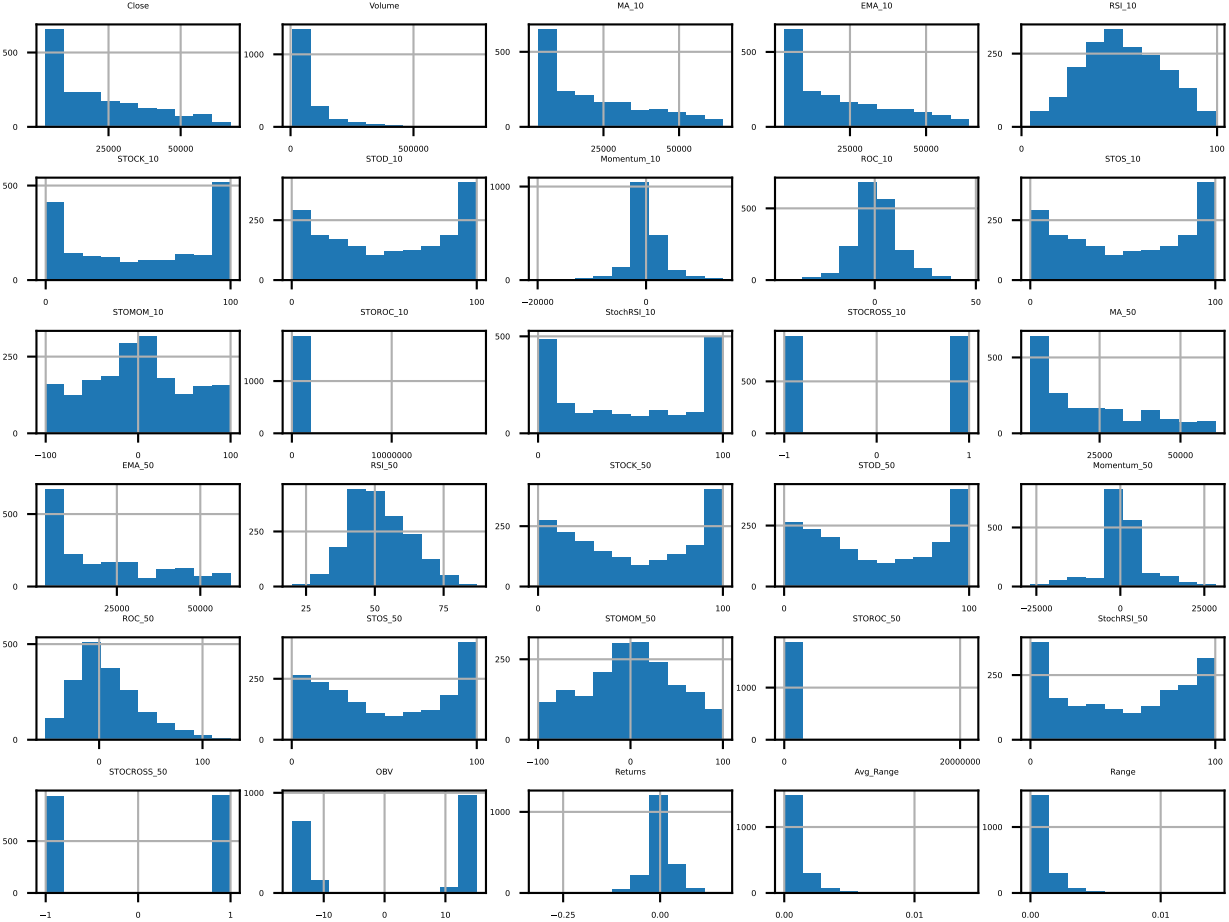 Close Volume MA_10 EMA_10 RSI_10
500 1000 500 500 250
0 0 0 0 0
25000 50000 0 500000 25000 50000 25000 50000 0 100
STOCK_10 STOD_10 Momentum_10 ROC_10 STOS_10
500 250 1000 500 250
0 0 0 0 0
0 100 0 100 −20000 0 0 50 0 100
STOMOM_10 STOROC_10 StochRSI_10 STOCROSS_10 MA_50
250 1000 500 500 500
0 0 0 0 0
−100 0 100 0 10000000 0 100 −1 0 1 25000 50000
EMA_50 RSI_50 STOCK_50 STOD_50 Momentum_50
500 250 250 250 500
0 0 0 0 0
25000 50000 25 50 75 0 100 0 100 −25000 0 25000
ROC_50 STOS_50 STOMOM_50 STOROC_50 StochRSI_50
500 250 250 1000 250
0 0 0 0 0
0 100 0 100 −100 0 100 0 20000000 0 100
STOCROSS_50 OBV Returns Avg_Range Range
500 1000 1000 1000 1000
0 0 0 0 0
−1 0 1 −10 0 10 −0.25 0.00 0.00 0.01 0.00 0.01